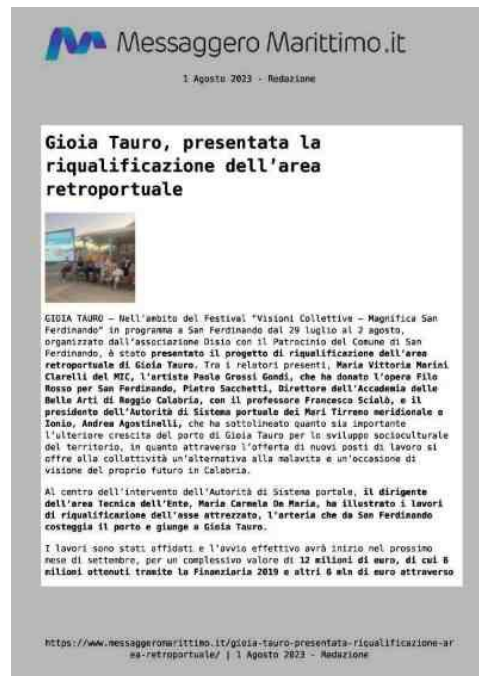 Messaggero Marittimo.it
1 Agosto 2023 - Redazione
Gioia Tauro, presentata la
riqualificazione dell'area
retroportuale
GIOIA TAURO – Nell'ambito del Festival "Visioni Collettive – Magnifica San
Ferdinando" in programma a San Ferdinando dal 29 luglio al 2 agosto,
organizzato dall'associazione Disio con il Patrocinio del Comune di San
Ferdinando, è stato presentato il progetto di riqualificazione dell'area
retroportuale di Gioia Tauro. Tra i relatori presenti, Maria Vittoria Marini
Clarelli del MIC, l'artista Paola Grossi Gondi, che ha donato l'opera Filo
Rosso per San Ferdinando, Pietro Sacchetti, Direttore dell'Accademia delle
Belle Arti di Reggio Calabria, con il professore Francesco Scialò, e il
presidente dell'Autorità di Sistema portuale dei Mari Tirreno meridionale e
Ionio, Andrea Agostinelli, che ha sottolineato quanto sia importante
l'ulteriore crescita del porto di Gioia Tauro per lo sviluppo socioculturale
del territorio, in quanto attraverso l'offerta di nuovi posti di lavoro si
offre alla collettività un'alternativa alla malavita e un'occasione di
visione del proprio futuro in Calabria.
Al centro dell'intervento dell'Autorità di Sistema portale, il dirigente
dell'area Tecnica dell'Ente, Maria Carmela De Maria, ha illustrato i lavori
di riqualificazione dell'asse attrezzato, l'arteria che da San Ferdinando
costeggia il porto e giunge a Gioia Tauro.
I lavori sono stati affidati e l'avvio effettivo avrà inizio nel prossimo
mese di settembre, per un complessivo valore di 12 milioni di euro, di cui 6
milioni ottenuti tramite la Finanziaria 2019 e altri 6 mln di euro attraverso
https://www.messaggeromarittimo.it/gioia-tauro-presentata-riqualificazione-ar
ea-retroportuale/ | 1 Agosto 2023 - Redazione